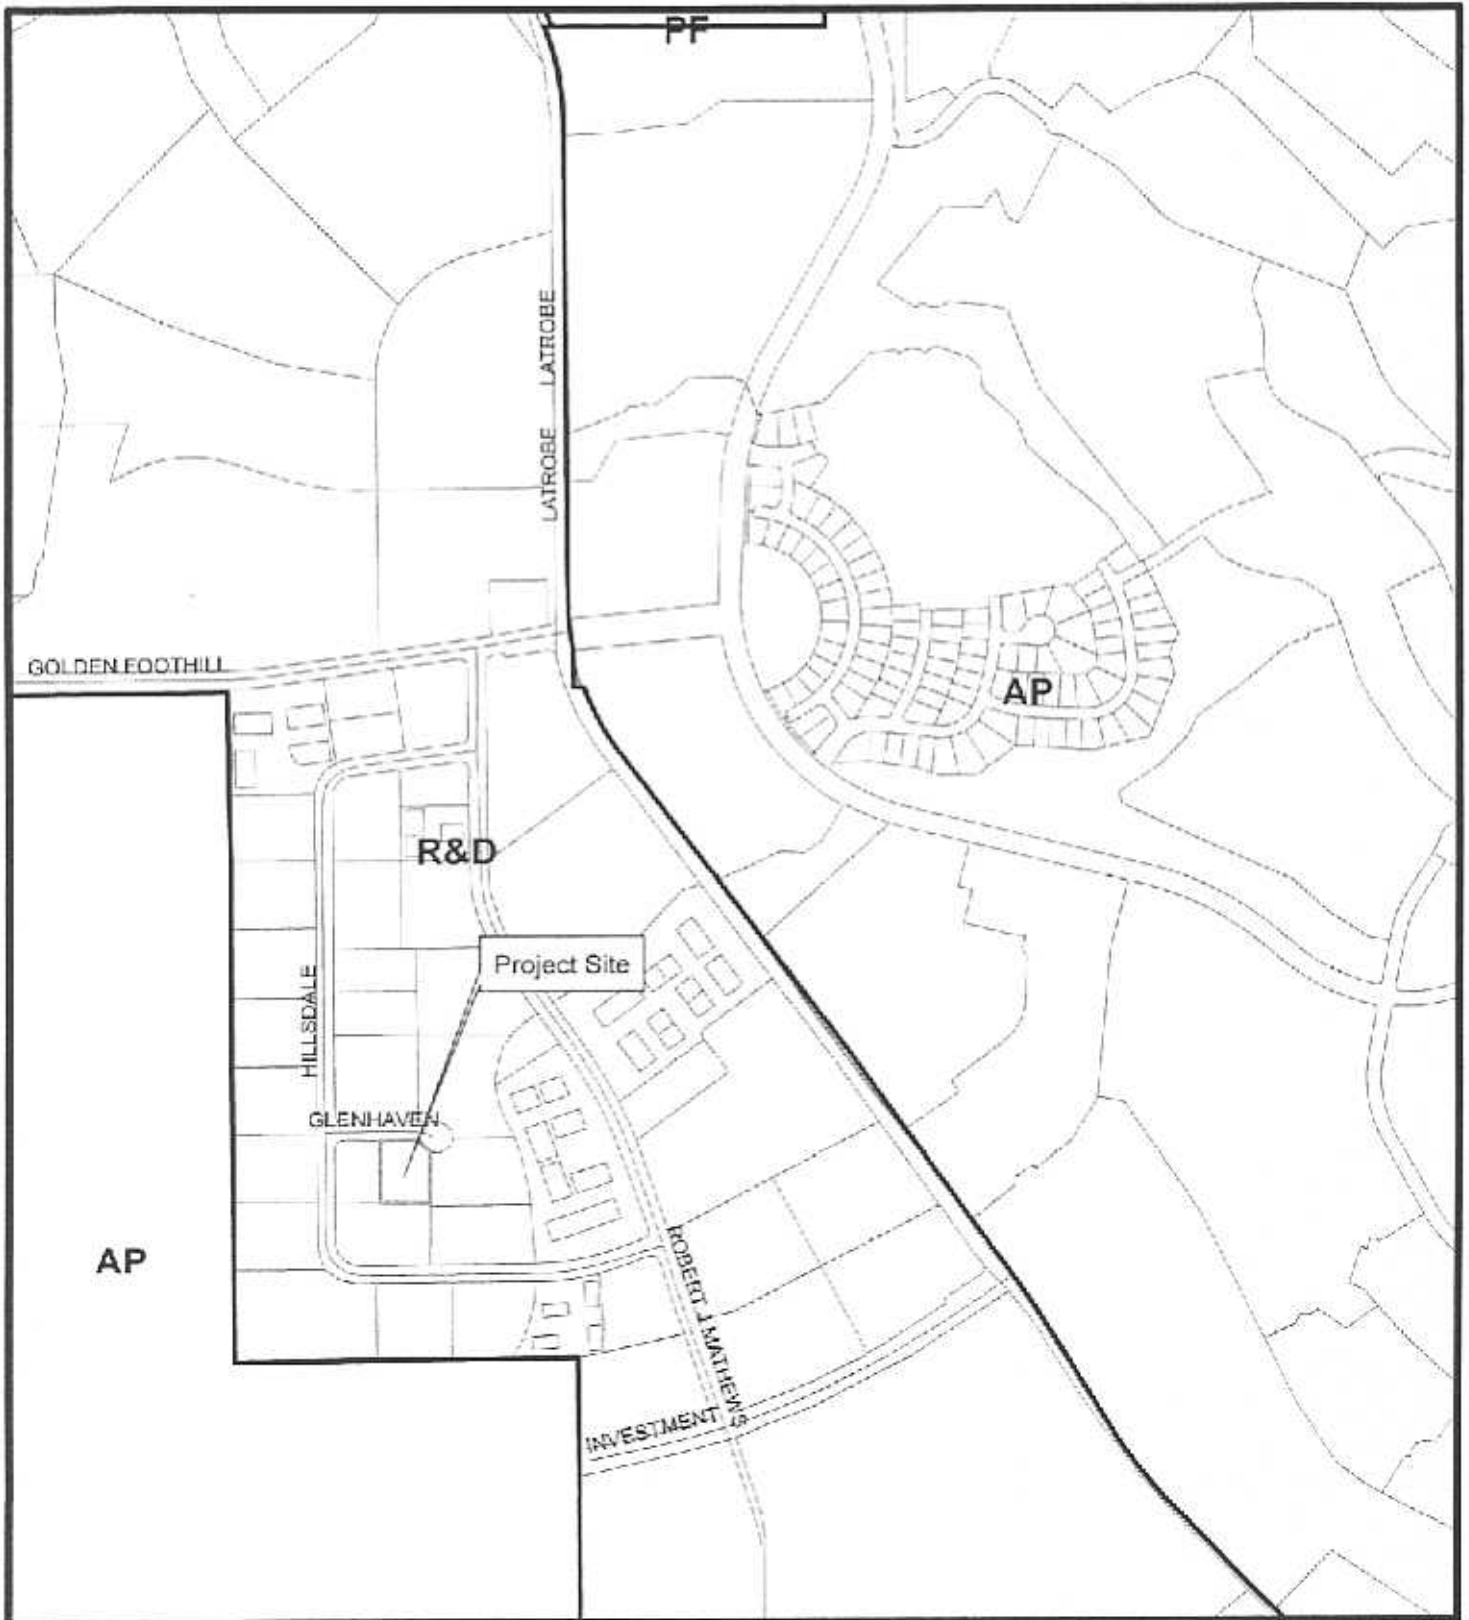 PF
LATROBE
LATROBE
GOLDEN FOOTHILL
AP
R&D
Project Site
HILLSDALE
GLENHAVEN
AP
ROBERT J MATHEWS
INVESTMENT